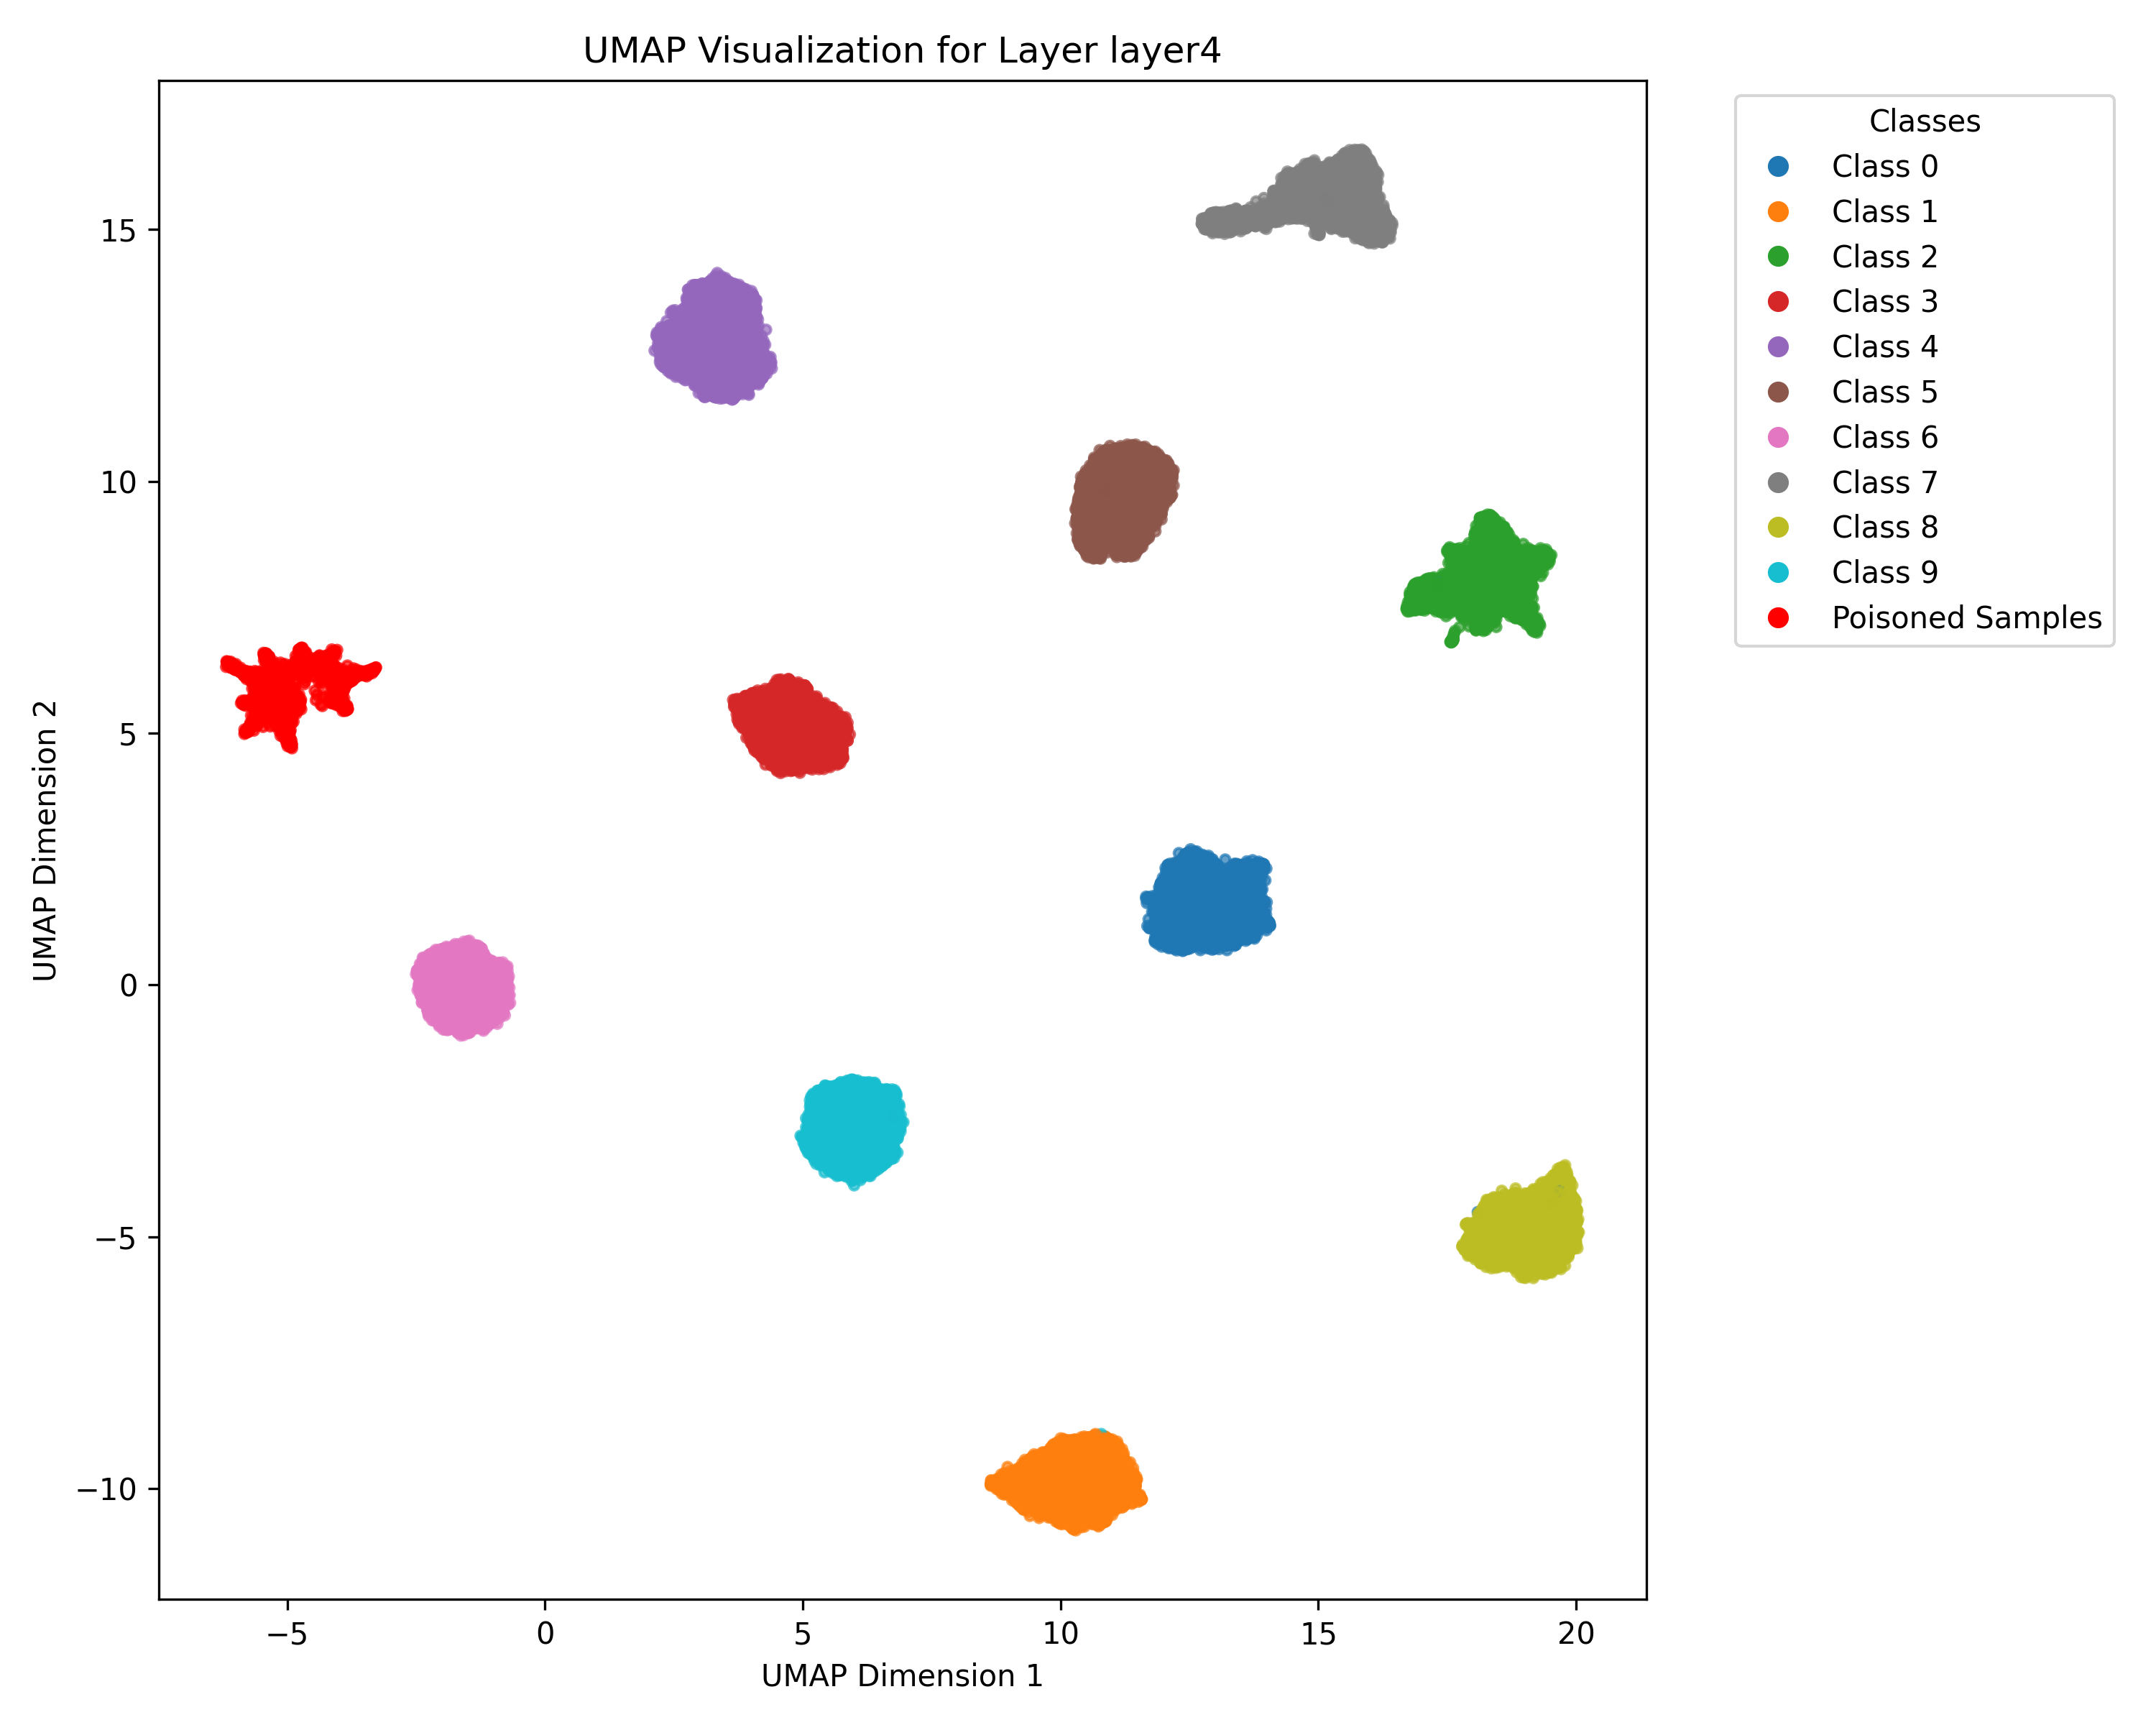 UMAP Visualization for Layer layer4
Classes
Class 0
Class 1
Class 2
Class 3
Class 4
Class 5
Class 6
Class 7
Class 8
Class 9
Poisoned Samples
UMAP Dimension 2
15
10
5
0
−5
−10
−5
0
5
10
15
20
UMAP Dimension 1